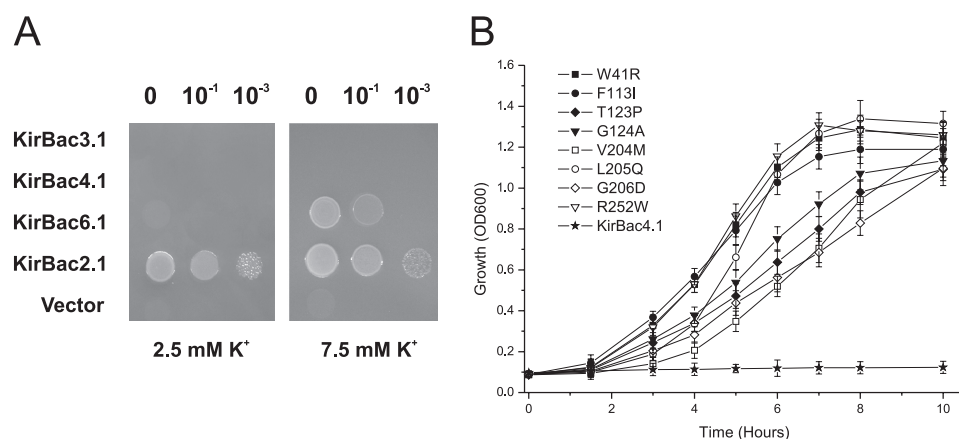 A
0 10⁻¹ 10⁻³ 0 10⁻¹ 10⁻³
KirBac3.1
KirBac4.1
KirBac6.1
KirBac2.1
Vector
2.5 mM K⁺ 7.5 mM K⁺
B
Growth (OD600)
1.6
1.4
1.2
1.0
0.8
0.6
0.4
0.2
0.0
W41R
F113I
T123P
G124A
V204M
L205Q
G206D
R252W
KirBac4.1
0 2 4 6 8 10
Time (Hours)